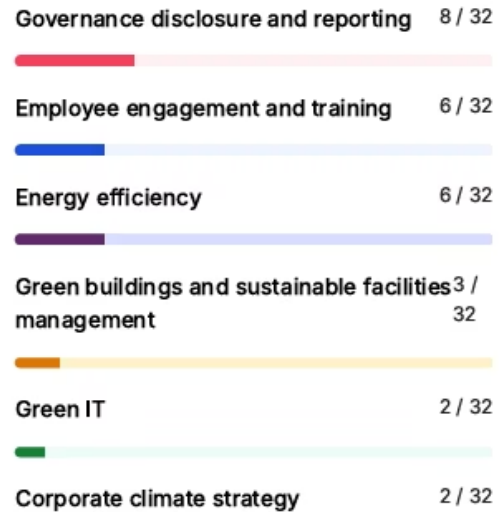 Governance disclosure and reporting 8 / 32
Employee engagement and training 6 / 32
Energy efficiency 6 / 32
Green buildings and sustainable facilities 3 /
management 32
Green IT 2 / 32
Corporate climate strategy 2 / 32